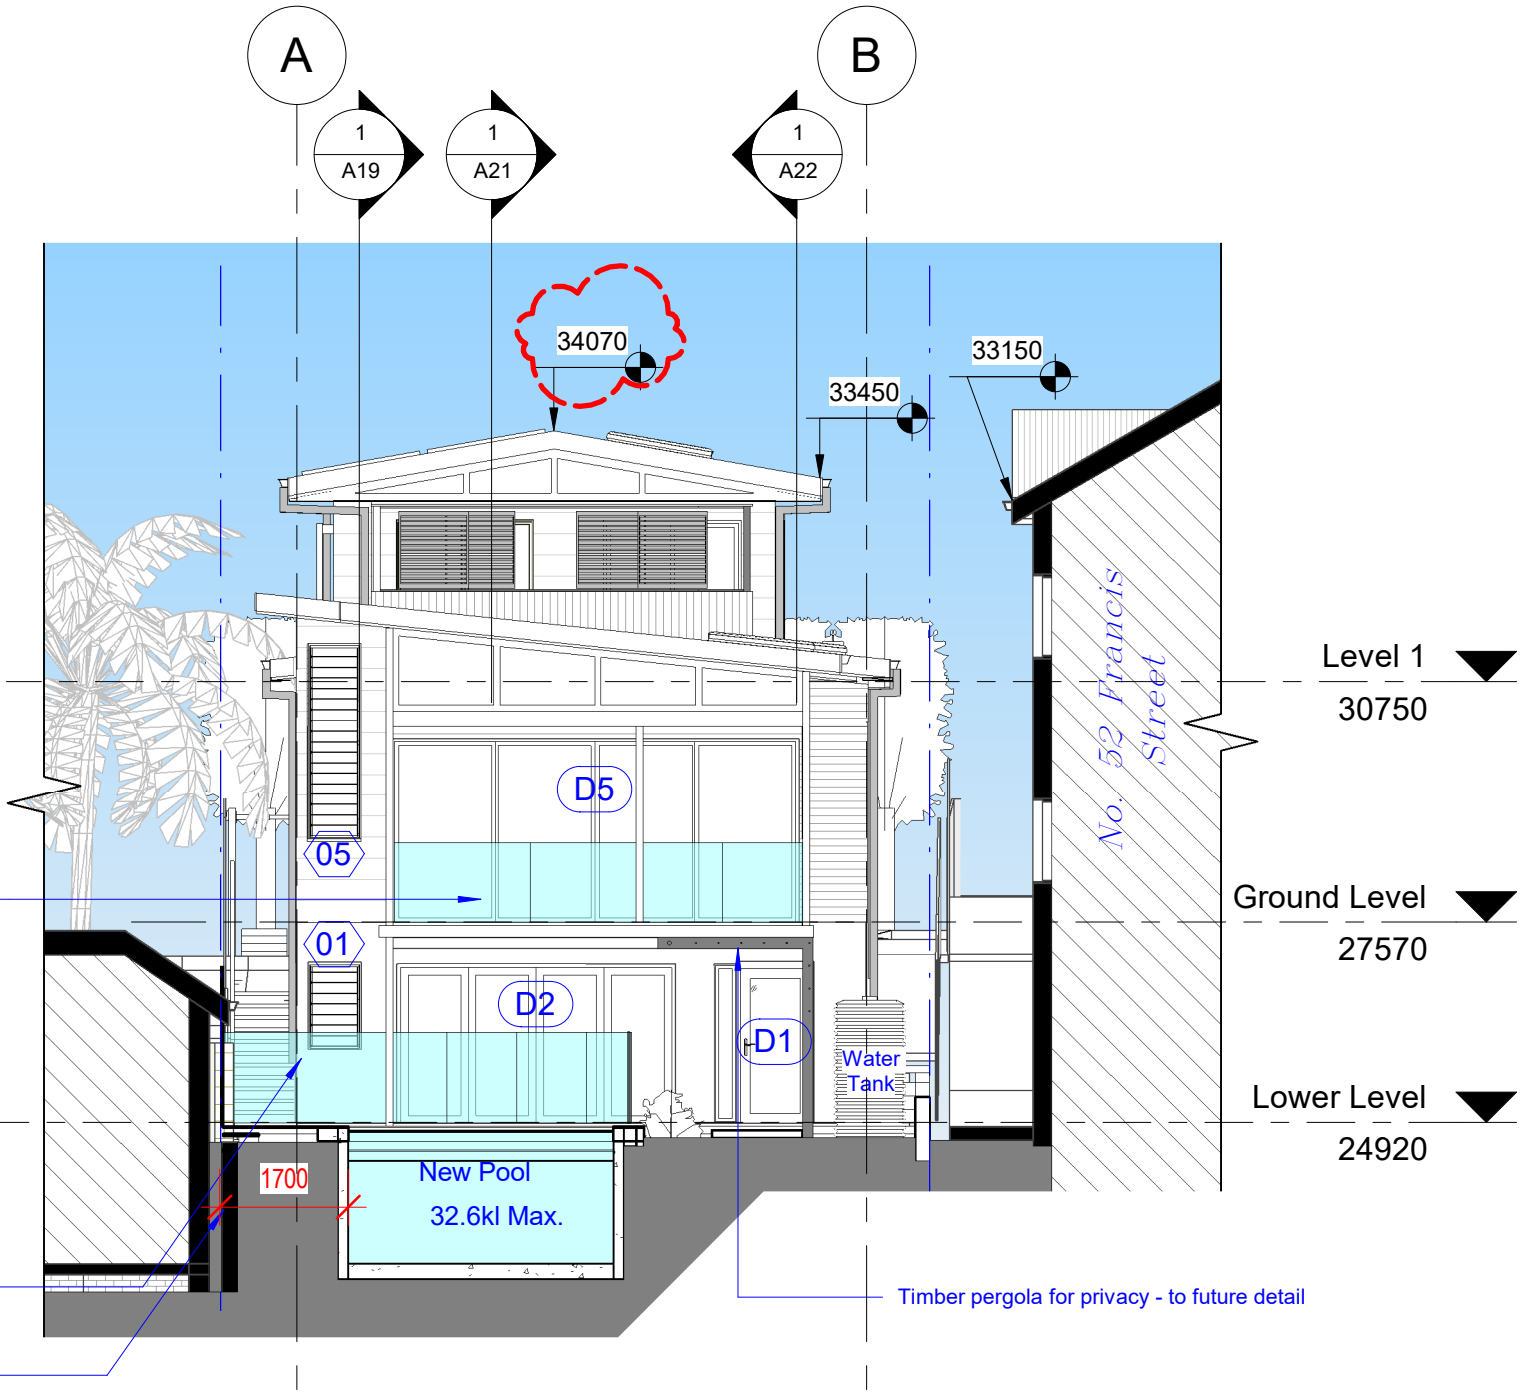 A
B
1
A19
1
A21
1
A22
34070
33150
33450
Level 1
30750
No. 52 Francis
Street
D5
05
Ground Level
27570
01
D2
D1
Water
Tank
Lower Level
24920
1700
New Pool
32.6kl Max.
Timber pergola for privacy - to future detail